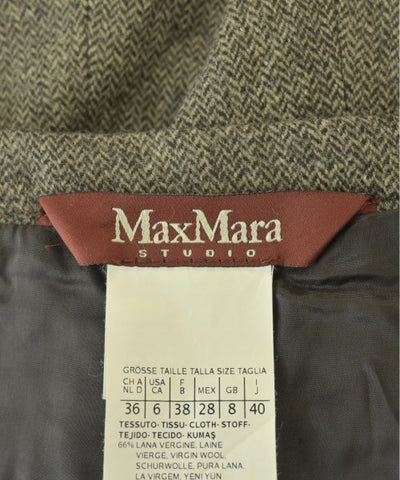 MaxMara
STUDIO
GRÖSSE TAILLE TALLA SIZE TAGLIA
CH A USA F I
NL D CA B MEX GB J
36 6 38 28 8 40
TESSUTO-TISSU-CLOTH-STOFF-
TEJIDO-TECIDO-KUMAŞ
66% LANA VERGINE, LAINE
VIERGE, VIRGIN WOOL,
SCHURWOLLE, PURA LANA,
LA VIRGEM, YENİ YÜN